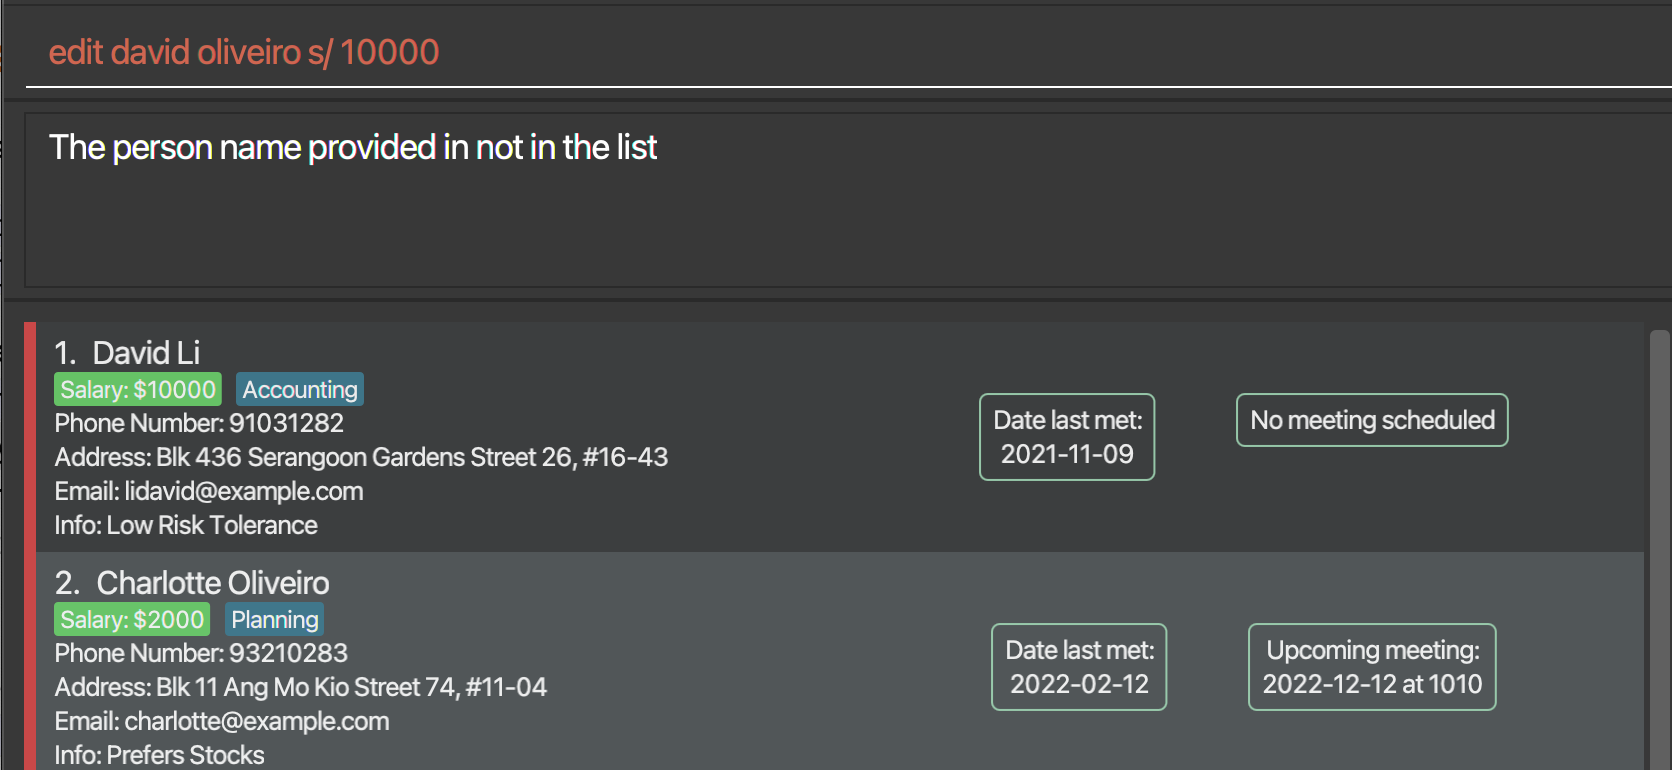 edit david oliveiro s/ 10000
The person name provided in not in the list
1. David Li
Salary: $10000 Accounting
Phone Number: 91031282
Address: Blk 436 Serangoon Gardens Street 26, #16-43
Email: lidavid@example.com
Info: Low Risk Tolerance
Date last met:
2021-11-09
No meeting scheduled
2. Charlotte Oliveiro
Salary: $2000 Planning
Phone Number: 93210283
Address: Blk 11 Ang Mo Kio Street 74, #11-04
Email: charlotte@example.com
Info: Prefers Stocks
Date last met:
2022-02-12
Upcoming meeting:
2022-12-12 at 1010